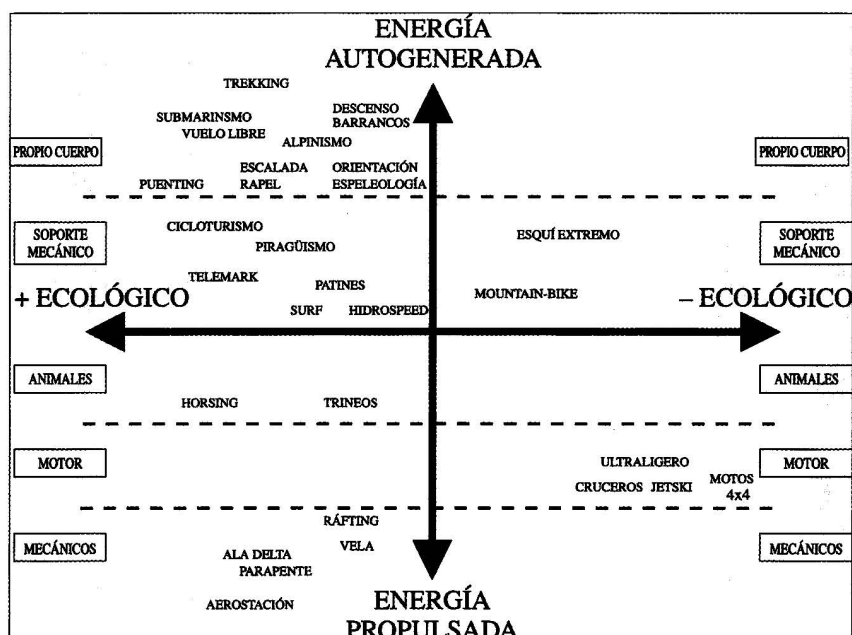 ENERGÍA
AUTOGENERADA
TREKKING
SUBMARINSMO
VUELO LIBRE
DESCENSO
BARRANCOS
ALPINISMO
PROPIO CUERPO
PROPIO CUERPO
ESCALADA
ORIENTACIÓN
PUENTING
RAPEL
ESPELEOLOGÍA
CICLOTURISMO
SOPORTE
MECÁNICO
PIRAGÜISMO
ESQUÍ EXTREMO
SOPORTE
MECÁNICO
TELEMARK
PATINES
MOUNTAIN-BIKE
+ ECOLÓGICO
– ECOLÓGICO
SURF
HIDROSPEED
ANIMALES
ANIMALES
HORSING
TRINEOS
MOTOR
ULTRALIGERO
MOTOR
CRUCEROS
JETSKI
MOTOS
4x4
RÁFTING
MECÁNICOS
VELA
MECÁNICOS
ALA DELTA
PARAPENTE
AEROSTACIÓN
ENERGÍA
PROPULSADA